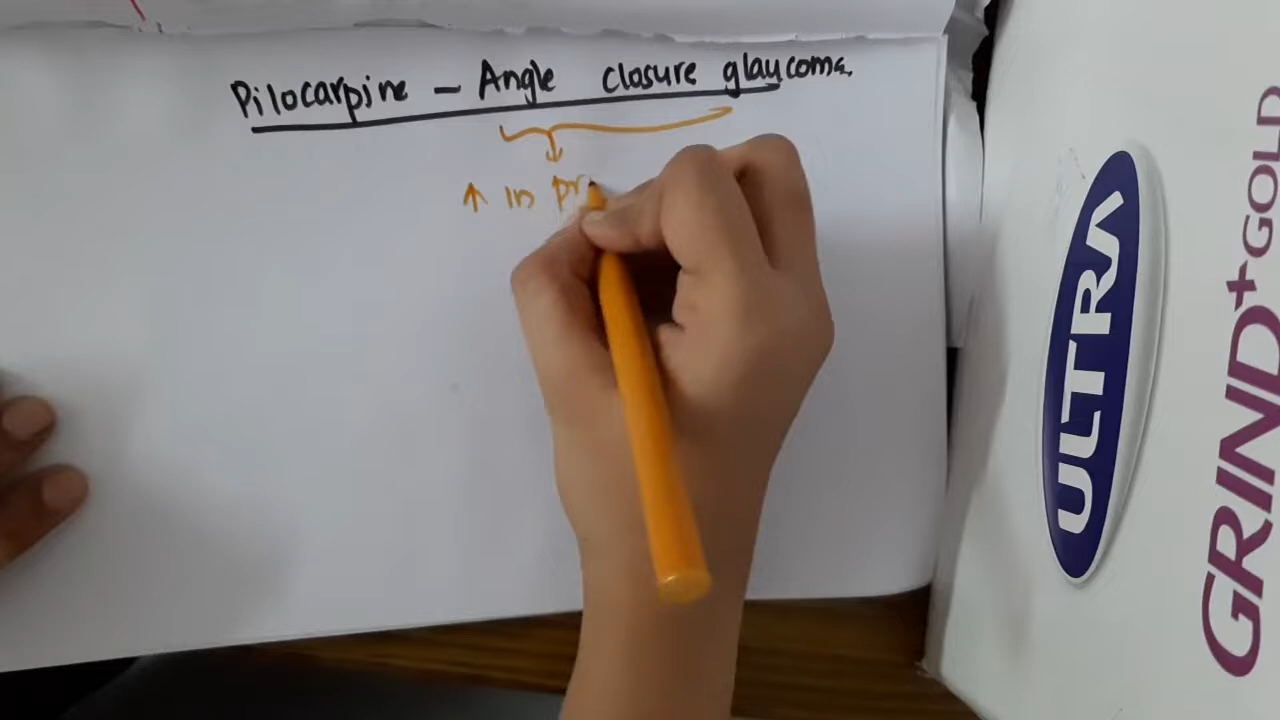 Pilocarpine - Angle closure glaucoma.
↑ in pr
ULTRA
GRIND+GOLD